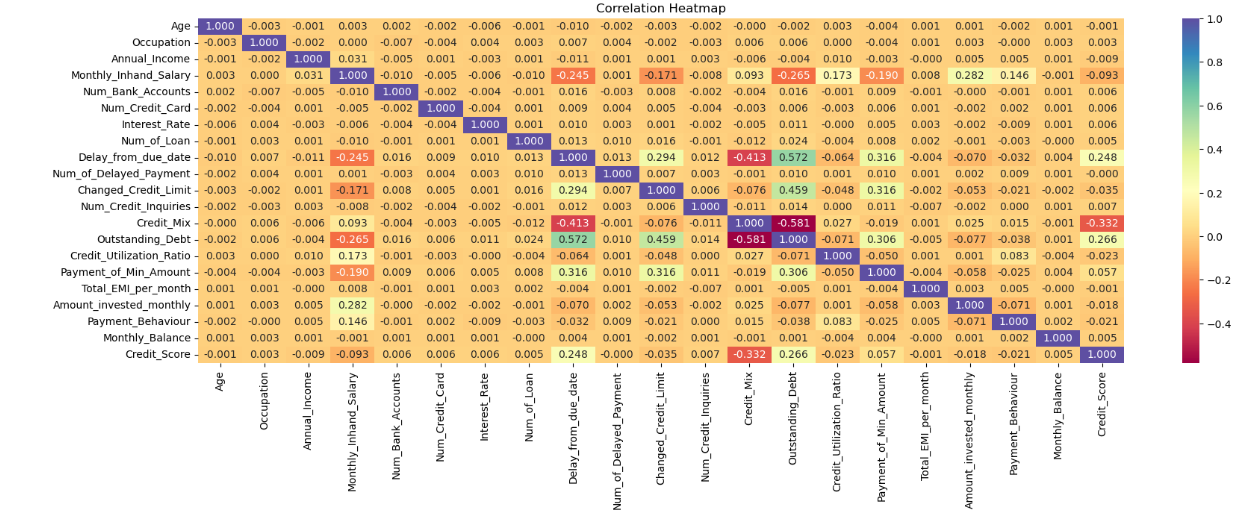 Correlation Heatmap
Age 1.000 -0.003 -0.001 0.003 0.002 -0.002 -0.006 -0.001 -0.010 -0.002 -0.003 -0.002 -0.000 -0.002 0.003 -0.004 0.001 0.001 -0.002 0.001 -0.001
Occupation -0.003 1.000 -0.002 0.000 -0.007 -0.004 0.004 0.003 0.007 0.004 -0.002 -0.003 0.006 0.006 0.000 -0.004 0.001 0.003 -0.000 0.003 0.003
Annual_Income -0.001 -0.002 1.000 0.031 -0.005 0.001 -0.003 0.001 -0.011 0.001 0.001 0.003 -0.006 -0.004 0.010 -0.003 -0.000 0.005 0.005 0.001 -0.009
Monthly_Inhand_Salary 0.003 0.000 0.031 1.000 -0.010 -0.005 -0.006 -0.010 -0.245 0.001 -0.171 -0.008 0.093 -0.265 0.173 -0.190 0.008 0.282 0.146 -0.001 -0.093
Num_Bank_Accounts 0.002 -0.007 -0.005 -0.010 1.000 -0.002 -0.004 -0.001 0.016 -0.003 0.008 -0.002 -0.004 0.016 -0.001 0.009 -0.001 -0.000 -0.001 0.001 0.006
Num_Credit_Card -0.002 -0.004 0.001 -0.005 -0.002 1.000 -0.004 0.001 0.009 0.004 0.005 -0.004 -0.003 0.006 -0.003 0.006 0.001 -0.002 0.002 0.001 0.006
Interest_Rate -0.006 0.004 -0.003 -0.006 -0.004 -0.004 1.000 0.001 0.010 0.003 0.001 -0.002 -0.005 0.011 -0.000 0.005 0.003 -0.002 -0.009 0.001 0.006
Num_of_Loan -0.001 0.003 0.001 -0.010 -0.001 0.001 0.001 1.000 0.013 0.010 0.016 -0.001 -0.012 0.024 -0.004 0.008 0.002 -0.001 -0.003 -0.000 0.005
Delay_from_due_date -0.010 0.007 -0.011 -0.245 0.016 0.009 0.010 0.013 1.000 0.013 0.294 0.012 -0.413 0.572 -0.064 0.316 -0.004 -0.070 -0.032 0.004 0.248
Num_of_Delayed_Payment -0.002 0.004 0.001 0.001 -0.003 0.004 0.003 0.010 0.013 1.000 0.007 0.003 -0.001 0.010 0.001 0.010 0.001 0.002 0.009 0.001 -0.000
Changed_Credit_Limit -0.003 -0.002 0.001 -0.171 0.008 0.005 0.001 0.016 0.294 0.007 1.000 0.006 -0.076 0.459 -0.048 0.316 -0.002 -0.053 -0.021 -0.002 -0.035
Num_Credit_Inquiries -0.002 -0.003 0.003 -0.008 -0.002 -0.004 -0.002 -0.001 0.012 0.003 0.006 1.000 -0.011 0.014 0.000 0.011 -0.007 -0.002 0.000 0.001 0.007
Credit_Mix -0.000 0.006 -0.006 0.093 -0.004 -0.003 -0.005 -0.012 -0.413 -0.001 -0.076 -0.011 1.000 -0.581 0.027 -0.019 0.001 0.025 0.015 -0.001 -0.332
Outstanding_Debt -0.002 0.006 -0.004 -0.265 0.016 0.006 0.011 0.024 0.572 0.010 0.459 0.014 -0.581 1.000 -0.071 0.306 -0.005 -0.077 -0.038 0.001 0.266
Credit_Utilization_Ratio 0.003 0.000 0.010 0.173 -0.001 -0.003 -0.000 -0.004 -0.064 0.001 -0.048 0.000 0.027 -0.071 1.000 -0.050 0.001 0.001 0.083 -0.004 -0.023
Payment_of_Min_Amount -0.004 -0.004 -0.003 -0.190 0.009 0.006 0.005 0.008 0.316 0.010 0.316 0.011 -0.019 0.306 -0.050 1.000 -0.004 -0.058 -0.025 0.004 0.057
Total_EMI_per_month 0.001 0.001 -0.000 0.008 -0.001 0.001 0.003 0.002 -0.004 0.001 -0.002 -0.007 0.001 -0.005 0.001 -0.004 1.000 0.003 0.005 -0.000 -0.001
Amount_invested_monthly 0.001 0.003 0.005 0.282 -0.000 -0.002 -0.002 -0.001 -0.070 0.002 -0.053 -0.002 0.025 -0.077 0.001 -0.058 0.003 1.000 -0.071 0.001 -0.018
Payment_Behaviour -0.002 -0.000 0.005 0.146 -0.001 0.002 -0.009 -0.003 -0.032 0.009 -0.021 0.000 0.015 -0.038 0.083 -0.025 0.005 -0.071 1.000 0.002 -0.021
Monthly_Balance 0.001 0.003 0.001 -0.001 0.001 0.001 0.001 -0.000 0.004 0.001 -0.002 0.001 -0.001 0.001 -0.004 0.004 -0.000 0.001 0.002 1.000 0.005
Credit_Score -0.001 0.003 -0.009 -0.093 0.006 0.006 0.006 0.005 0.248 -0.000 -0.035 0.007 -0.332 0.266 -0.023 0.057 -0.001 -0.018 -0.021 0.005 1.000
Age
Occupation
Annual_Income
Monthly_Inhand_Salary
Num_Bank_Accounts
Num_Credit_Card
Interest_Rate
Num_of_Loan
Delay_from_due_date
Num_of_Delayed_Payment
Changed_Credit_Limit
Num_Credit_Inquiries
Credit_Mix
Outstanding_Debt
Credit_Utilization_Ratio
Payment_of_Min_Amount
Total_EMI_per_month
Amount_invested_monthly
Payment_Behaviour
Monthly_Balance
Credit_Score
1.0
0.8
0.6
0.4
0.2
0.0
−0.2
−0.4